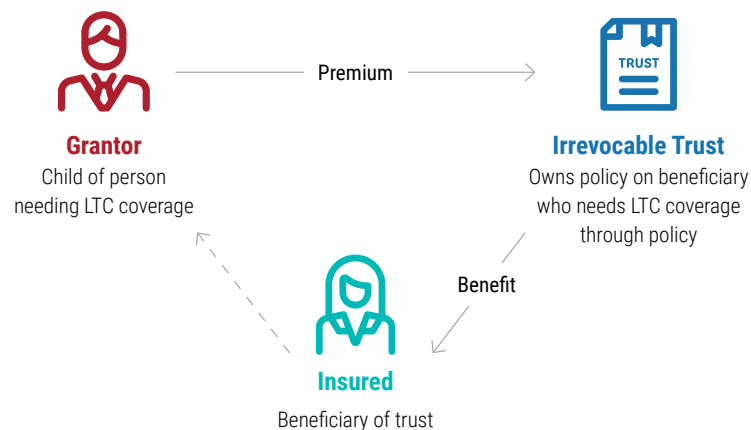 Premium
TRUST
Grantor
Child of person
needing LTC coverage
Irrevocable Trust
Owns policy on beneficiary
who needs LTC coverage
through policy
Benefit
Insured
Beneficiary of trust